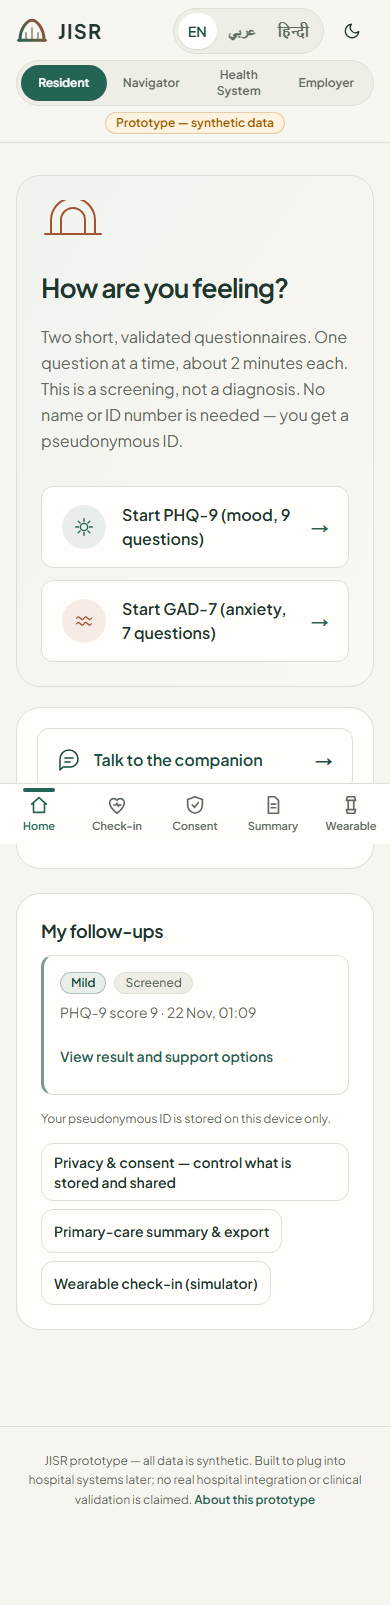 JISR
EN
عربي
हिन्दी
Resident
Navigator
Health
System
Employer
Prototype — synthetic data
How are you feeling?
Two short, validated questionnaires. One
question at a time, about 2 minutes each.
This is a screening, not a diagnosis. No
name or ID number is needed — you get a
pseudonymous ID.
Start PHQ-9 (mood, 9
questions)
→
Start GAD-7 (anxiety,
7 questions)
→
Talk to the companion
→
Home
Check-in
Consent
Summary
Wearable
My follow-ups
Mild
Screened
PHQ-9 score 9 · 22 Nov, 01:09
View result and support options
Your pseudonymous ID is stored on this device only.
Privacy & consent — control what is
stored and shared
Primary-care summary & export
Wearable check-in (simulator)
JISR prototype — all data is synthetic. Built to plug into
hospital systems later; no real hospital integration or clinical
validation is claimed. About this prototype